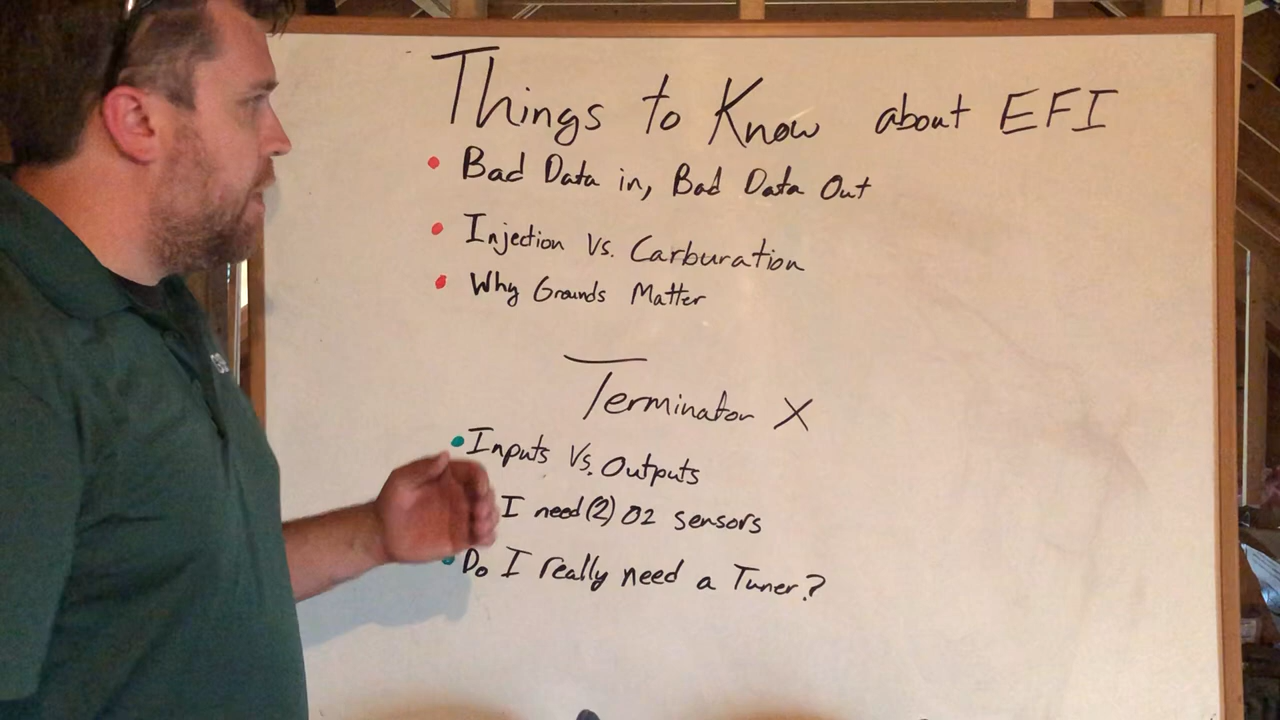 Things to Know about EFI
• Bad Data in, Bad Data Out
• Injection Vs. Carburation
• Why Grounds Matter
Terminator X
• Inputs Vs. Outputs
I need (2) O2 sensors
• Do I really need a Tuner?